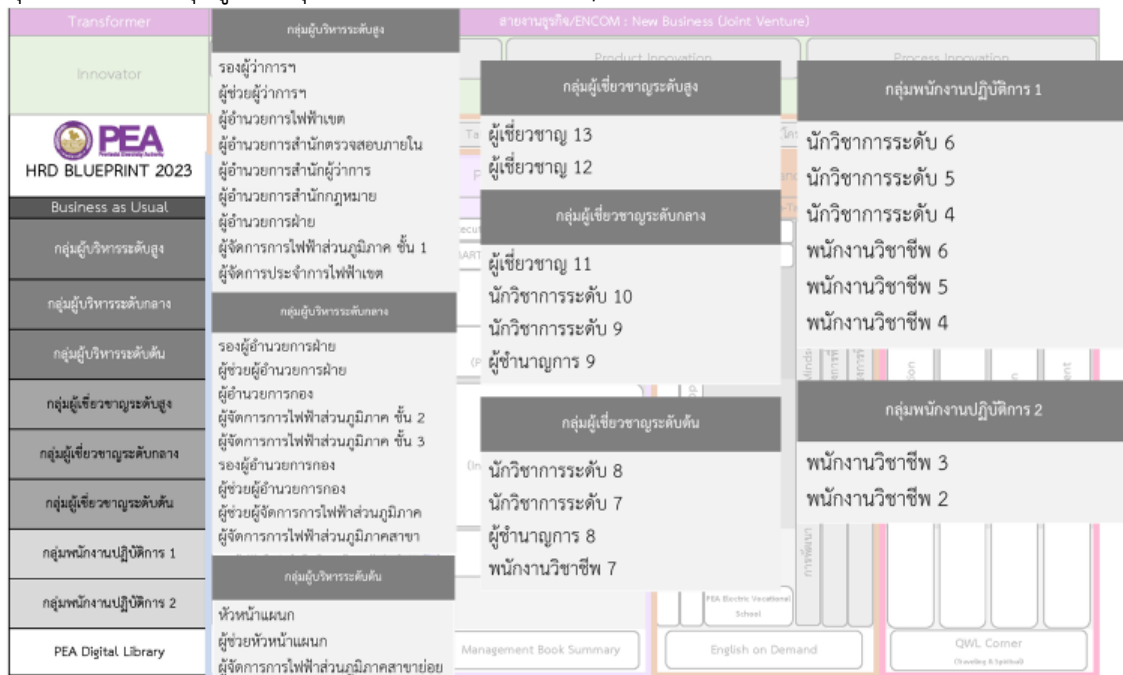 Transformer
สายงานธุรกิจ/ENCOM : New Business (Joint Venture)
Innovator
Product Innovation
Process Innovation
PEA
Provincial Electricity Authority
HRD BLUEPRINT 2023
Business as Usual
กลุ่มผู้บริหารระดับสูง
กลุ่มผู้บริหารระดับกลาง
กลุ่มผู้บริหารระดับต้น
กลุ่มผู้เชี่ยวชาญระดับสูง
กลุ่มผู้เชี่ยวชาญระดับกลาง
กลุ่มผู้เชี่ยวชาญระดับต้น
กลุ่มพนักงานปฏิบัติการ 1
กลุ่มพนักงานปฏิบัติการ 2
PEA Digital Library
กลุ่มผู้บริหารระดับสูง
รองผู้ว่าการฯ
ผู้ช่วยผู้ว่าการฯ
ผู้อำนวยการไฟฟ้าเขต
ผู้อำนวยการสำนักตรวจสอบภายใน
ผู้อำนวยการสำนักผู้ว่าการ
ผู้อำนวยการสำนักกฎหมาย
ผู้อำนวยการฝ่าย
ผู้จัดการการไฟฟ้าส่วนภูมิภาค ชั้น 1
ผู้จัดการประจำการไฟฟ้าเขต
กลุ่มผู้บริหารระดับกลาง
รองผู้อำนวยการฝ่าย
ผู้ช่วยผู้อำนวยการฝ่าย
ผู้อำนวยการกอง
ผู้จัดการการไฟฟ้าส่วนภูมิภาค ชั้น 2
ผู้จัดการการไฟฟ้าส่วนภูมิภาค ชั้น 3
รองผู้อำนวยการกอง
ผู้ช่วยผู้อำนวยการกอง
ผู้ช่วยผู้จัดการการไฟฟ้าส่วนภูมิภาค
ผู้จัดการการไฟฟ้าส่วนภูมิภาคสาขา
กลุ่มผู้บริหารระดับต้น
หัวหน้าแผนก
ผู้ช่วยหัวหน้าแผนก
ผู้จัดการการไฟฟ้าส่วนภูมิภาคสาขาย่อย
กลุ่มผู้เชี่ยวชาญระดับสูง
ผู้เชี่ยวชาญ 13
ผู้เชี่ยวชาญ 12
กลุ่มผู้เชี่ยวชาญระดับกลาง
ผู้เชี่ยวชาญ 11
นักวิชาการระดับ 10
นักวิชาการระดับ 9
ผู้ชำนาญการ 9
กลุ่มผู้เชี่ยวชาญระดับต้น
นักวิชาการระดับ 8
นักวิชาการระดับ 7
ผู้ชำนาญการ 8
พนักงานวิชาชีพ 7
กลุ่มพนักงานปฏิบัติการ 1
นักวิชาการระดับ 6
นักวิชาการระดับ 5
นักวิชาการระดับ 4
พนักงานวิชาชีพ 6
พนักงานวิชาชีพ 5
พนักงานวิชาชีพ 4
กลุ่มพนักงานปฏิบัติการ 2
พนักงานวิชาชีพ 3
พนักงานวิชาชีพ 2
การพัฒนา
PEA Electric Vocational
School
Management Book Summary
English on Demand
QWL Corner
(Traveling & Spiritual)